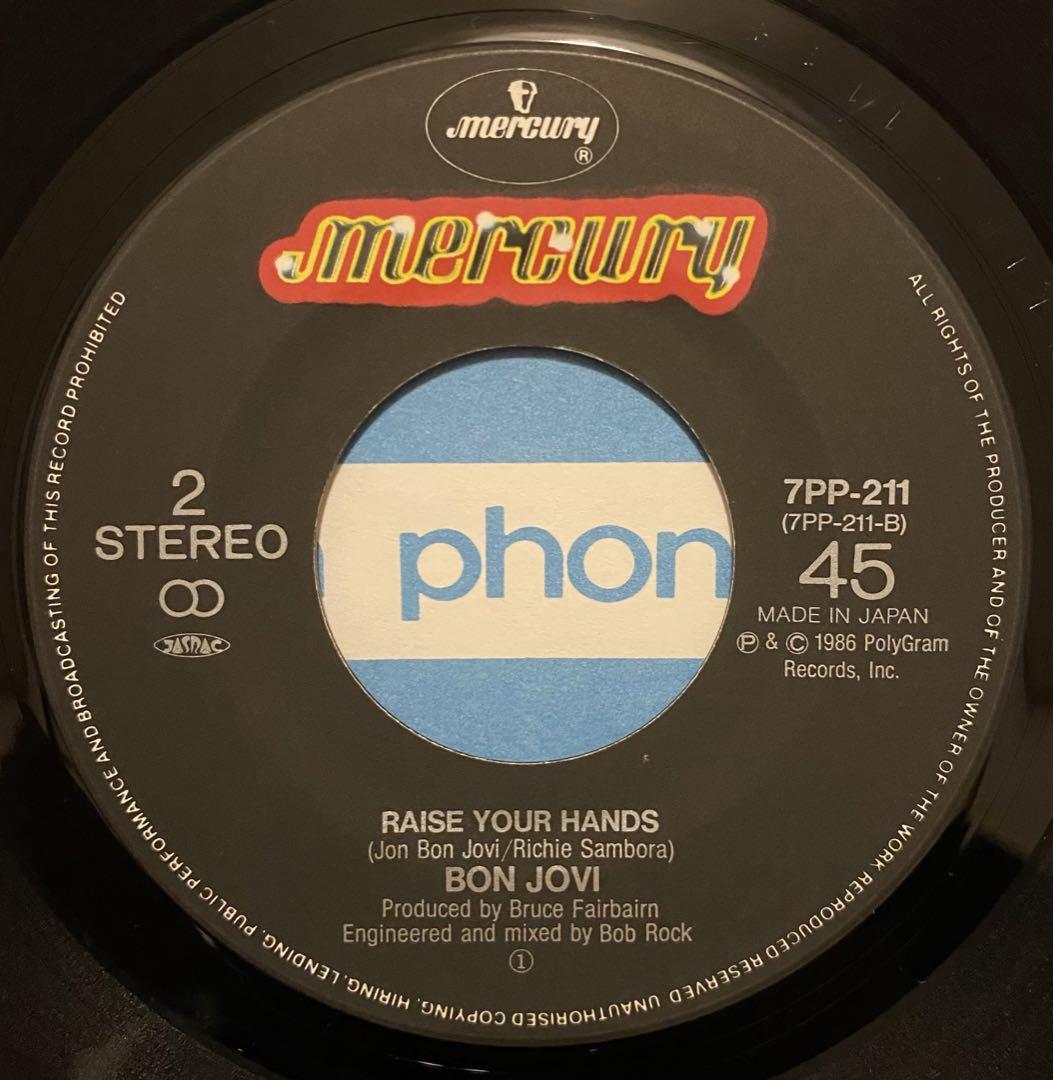 mercury
®
mercury
ALL RIGHTS OF THE PRODUCER AND OF THE OWNER OF THE WORK REPRODUCED RESERVED UNAUTHORISED COPYING, HIRING, LENDING, PUBLIC PERFORMANCE AND BROADCASTING OF THIS RECORD PROHIBITED
2
STEREO
JASRAC
phon
7PP-211
(7PP-211-B)
45
MADE IN JAPAN
℗ & © 1986 PolyGram
Records, Inc.
RAISE YOUR HANDS
(Jon Bon Jovi/Richie Sambora)
BON JOVI
Produced by Bruce Fairbairn
Engineered and mixed by Bob Rock
①